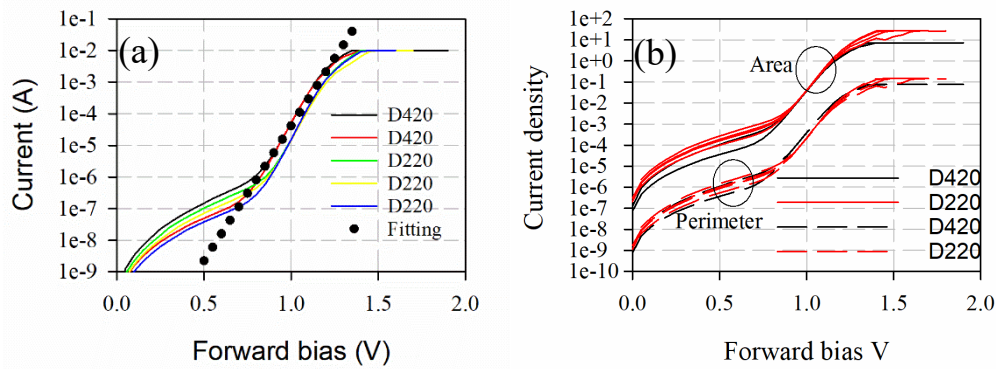 (a)
1e-1
1e-2
1e-3
1e-4
1e-5
1e-6
1e-7
1e-8
1e-9
Current (A)
D420
D420
D220
D220
D220
Fitting
0.0 0.5 1.0 1.5 2.0
Forward bias (V)
(b)
1e+2
1e+1
1e+0
1e-1
1e-2
1e-3
1e-4
1e-5
1e-6
1e-7
1e-8
1e-9
1e-10
Current density
Area
Perimeter
D420
D220
D420
D220
0.0 0.5 1.0 1.5 2.0
Forward bias V